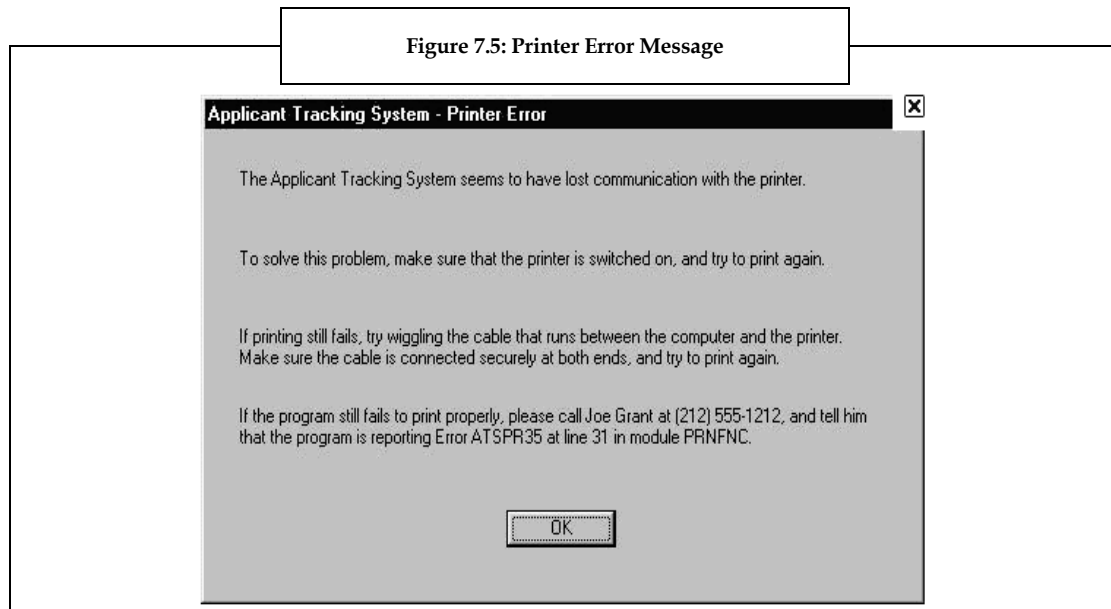 Figure 7.5: Printer Error Message
Applicant Tracking System - Printer Error
The Applicant Tracking System seems to have lost communication with the printer.
To solve this problem, make sure that the printer is switched on, and try to print again.
If printing still fails, try wiggling the cable that runs between the computer and the printer.
Make sure the cable is connected securely at both ends, and try to print again.
If the program still fails to print properly, please call Joe Grant at (212) 555-1212, and tell him
that the program is reporting Error ATSPR35 at line 31 in module PRNFNC.
OK